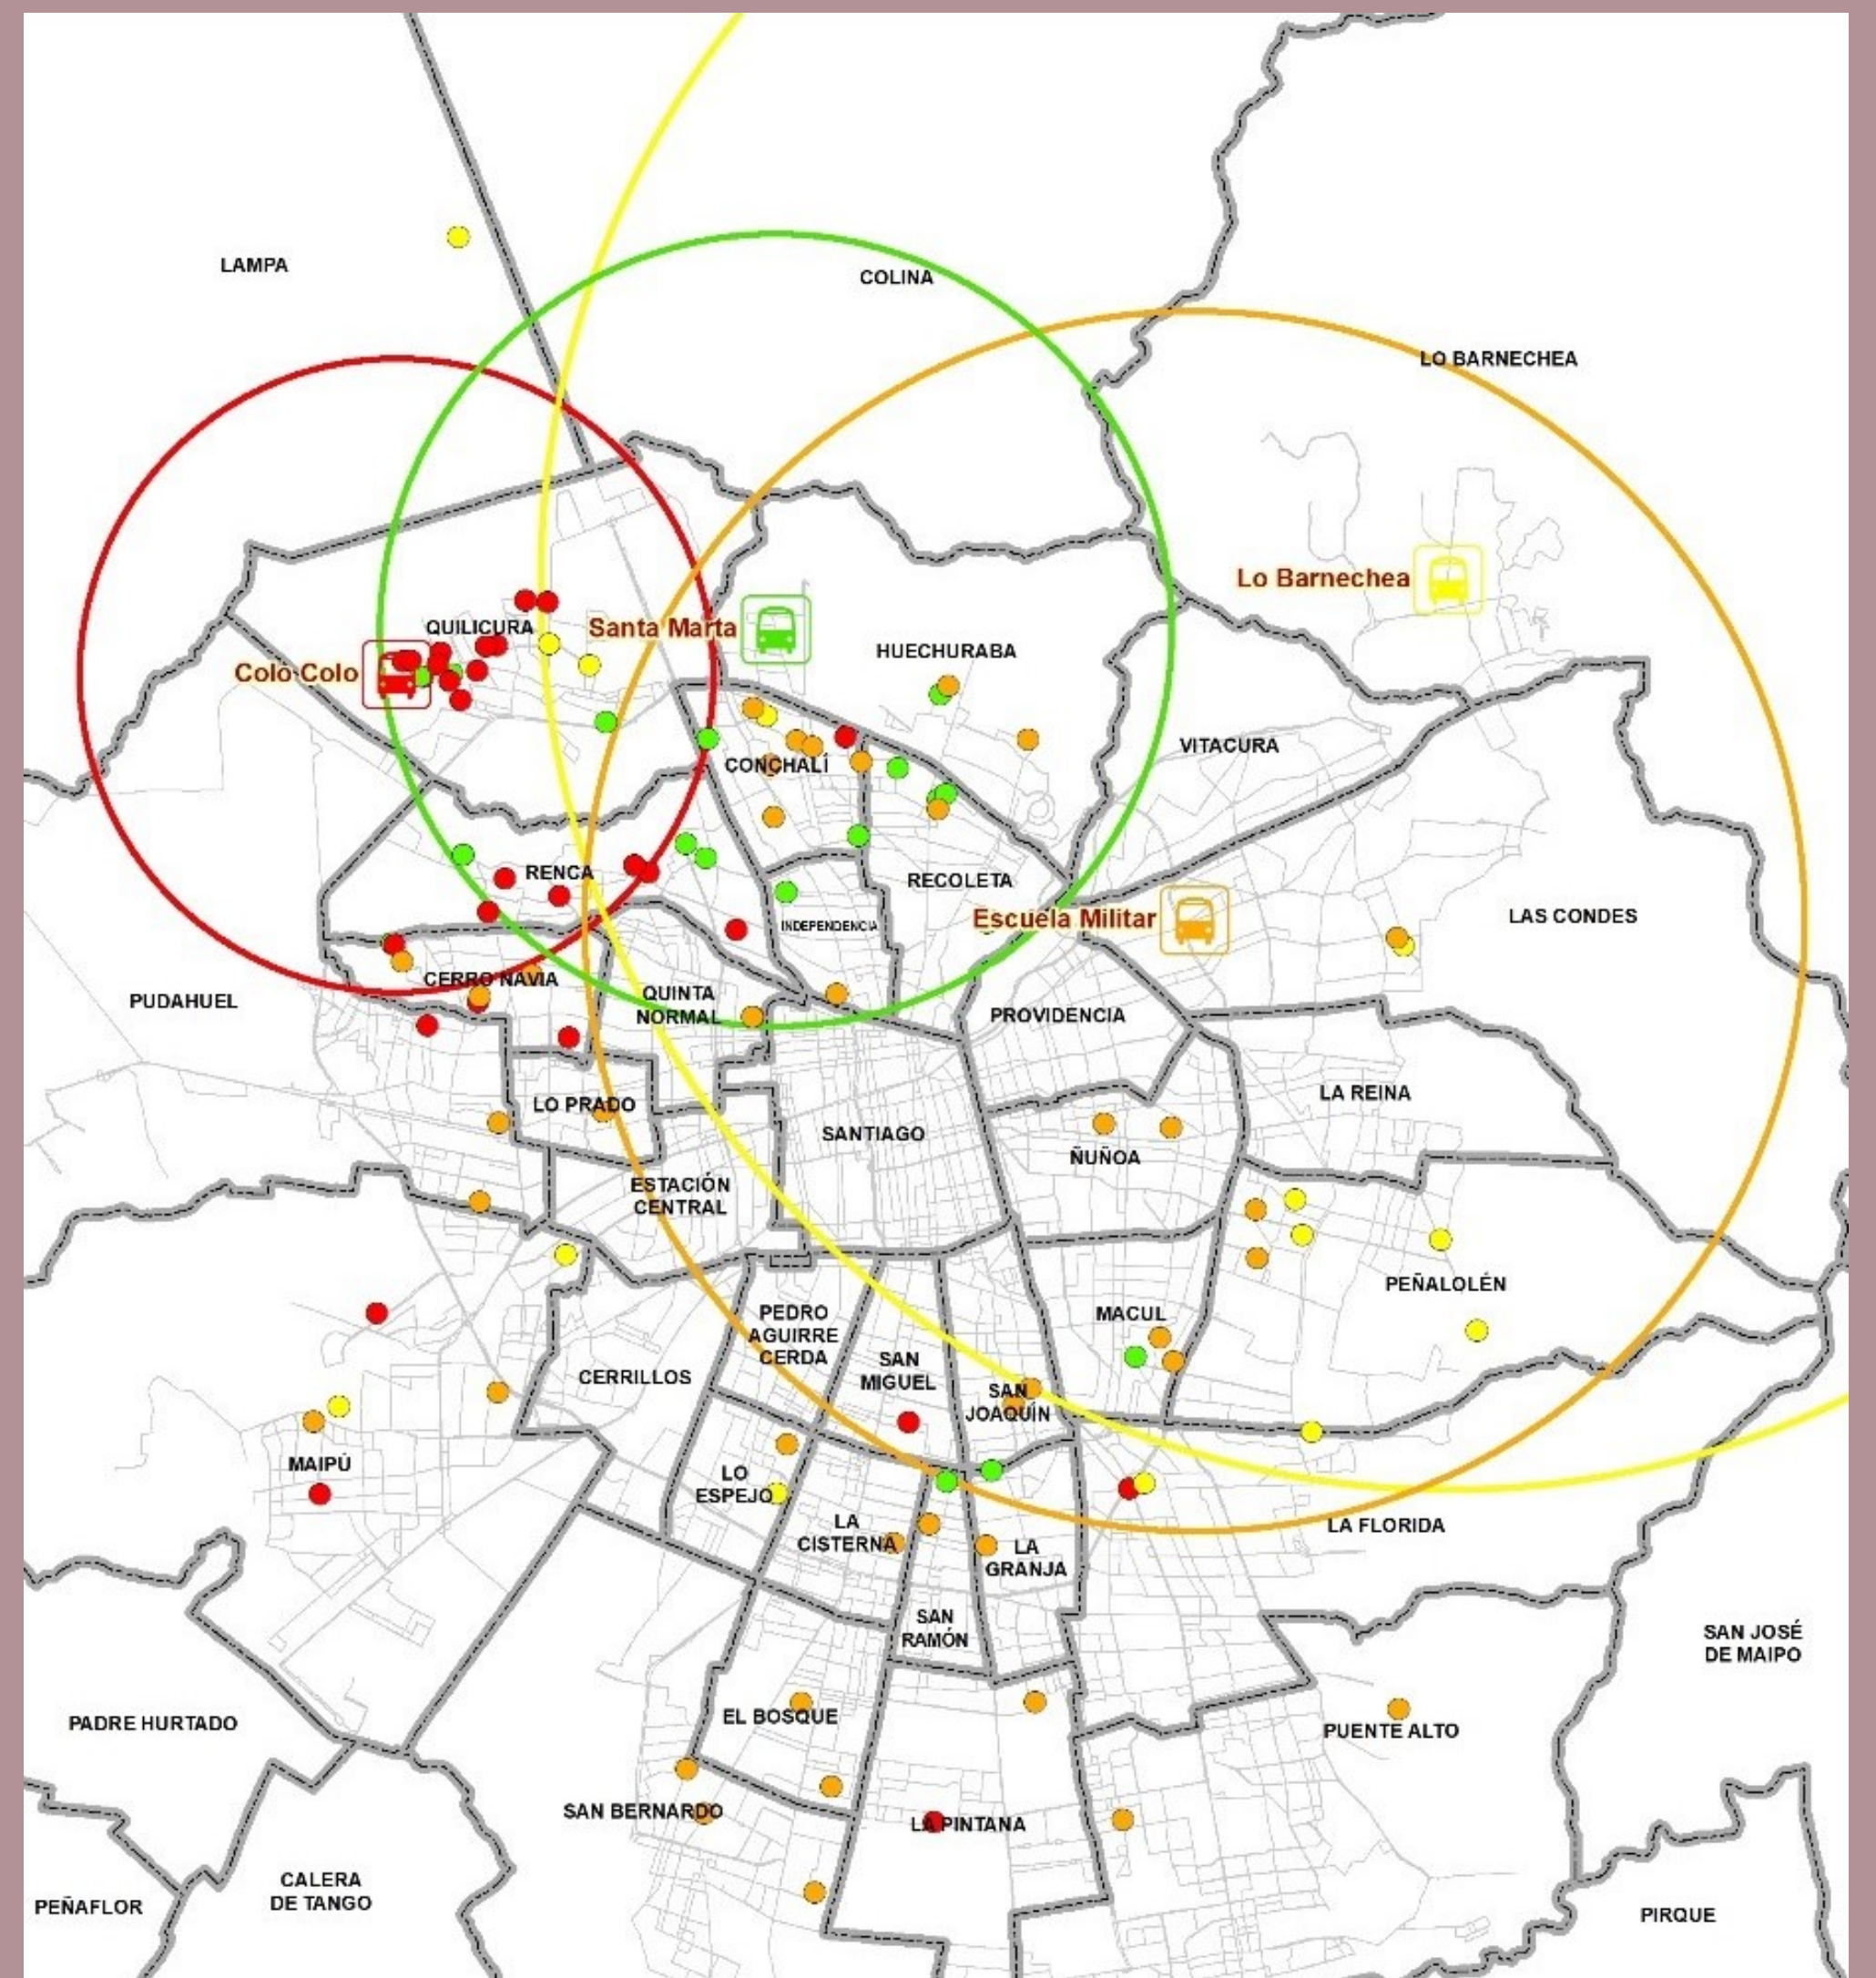 LAMPA
COLINA
LO BARNECHEA
Lo Barnechea
QUILICURA
Santa Marta
HUECHURABA
Colo Colo
VITACURA
CONCHALÍ
RENCA
RECOLETA
Escuela Militar
LAS CONDES
INDEPENDENCIA
CERRO NAVIA
PUDAHUEL
QUINTA
NORMAL
PROVIDENCIA
LA REINA
LO PRADO
SANTIAGO
ÑUÑOA
ESTACIÓN
CENTRAL
PEÑALOLÉN
PEDRO
AGUIRRE
CERDA
MACUL
CERRILLOS
SAN
MIGUEL
SAN
JOAQUÍN
MAIPÚ
LO
ESPEJO
LA
CISTERNA
LA FLORIDA
LA
GRANJA
SAN
RAMÓN
SAN JOSÉ
DE MAIPO
PADRE HURTADO
EL BOSQUE
PUENTE ALTO
SAN BERNARDO
LA PINTANA
CALERA
DE TANGO
PEÑAFLOR
PIRQUE